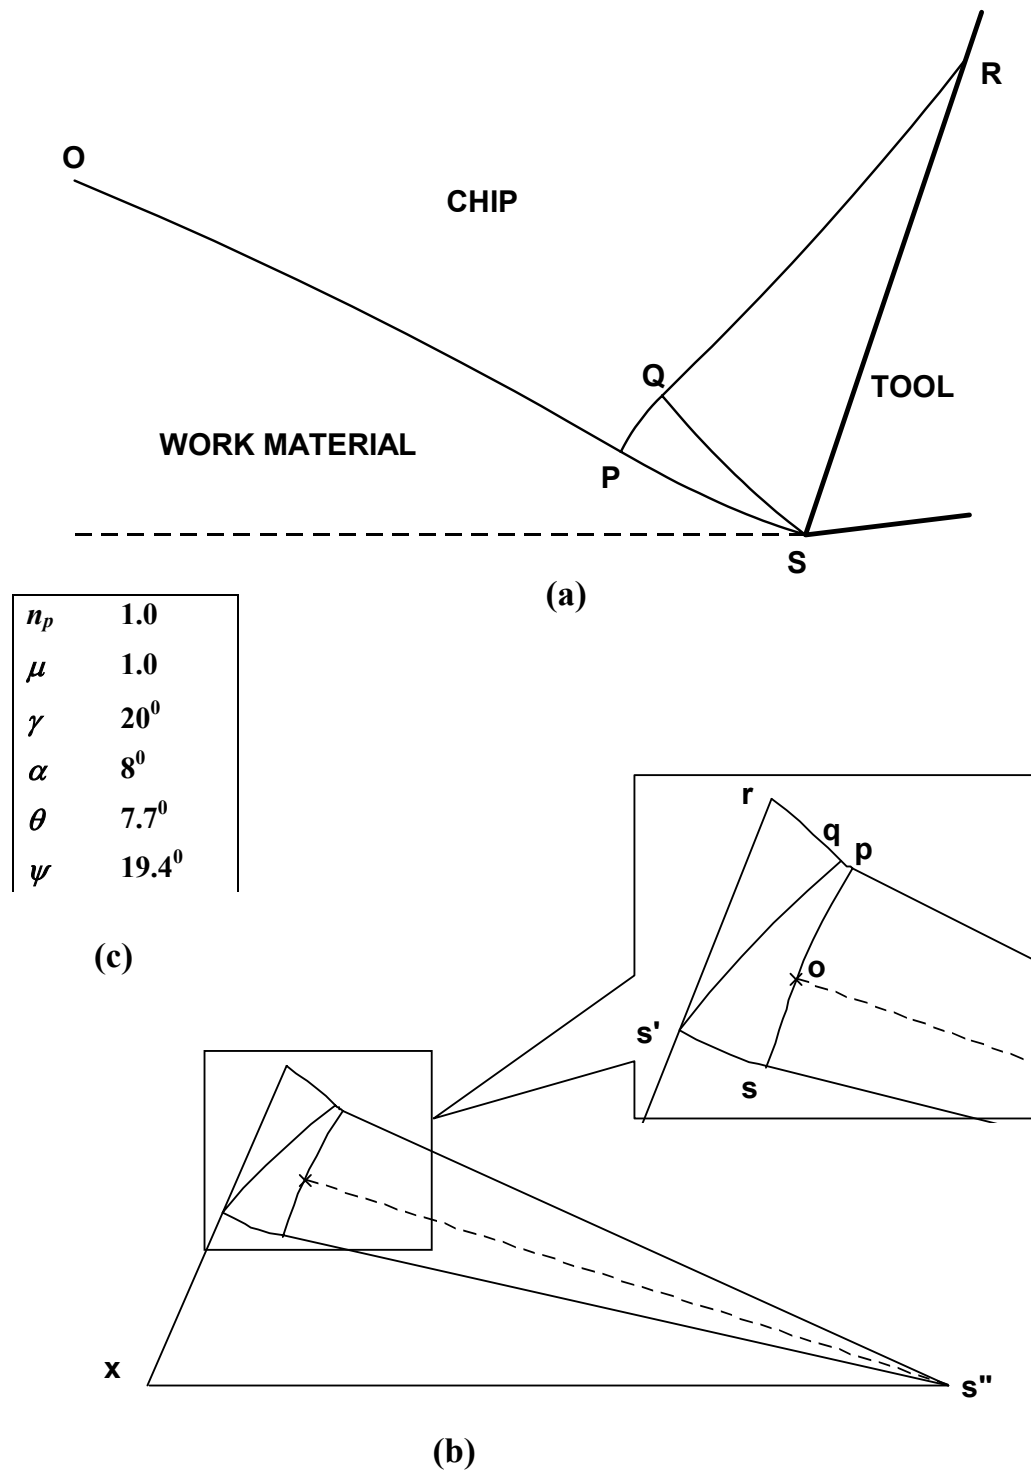 O
R
CHIP
Q
TOOL
WORK MATERIAL
P
S
(a)
n_p 1.0
μ 1.0
γ 20⁰
α 8⁰
θ 7.7⁰
ψ 19.4⁰
(c)
r
q
p
o
s'
s
x
s"
(b)